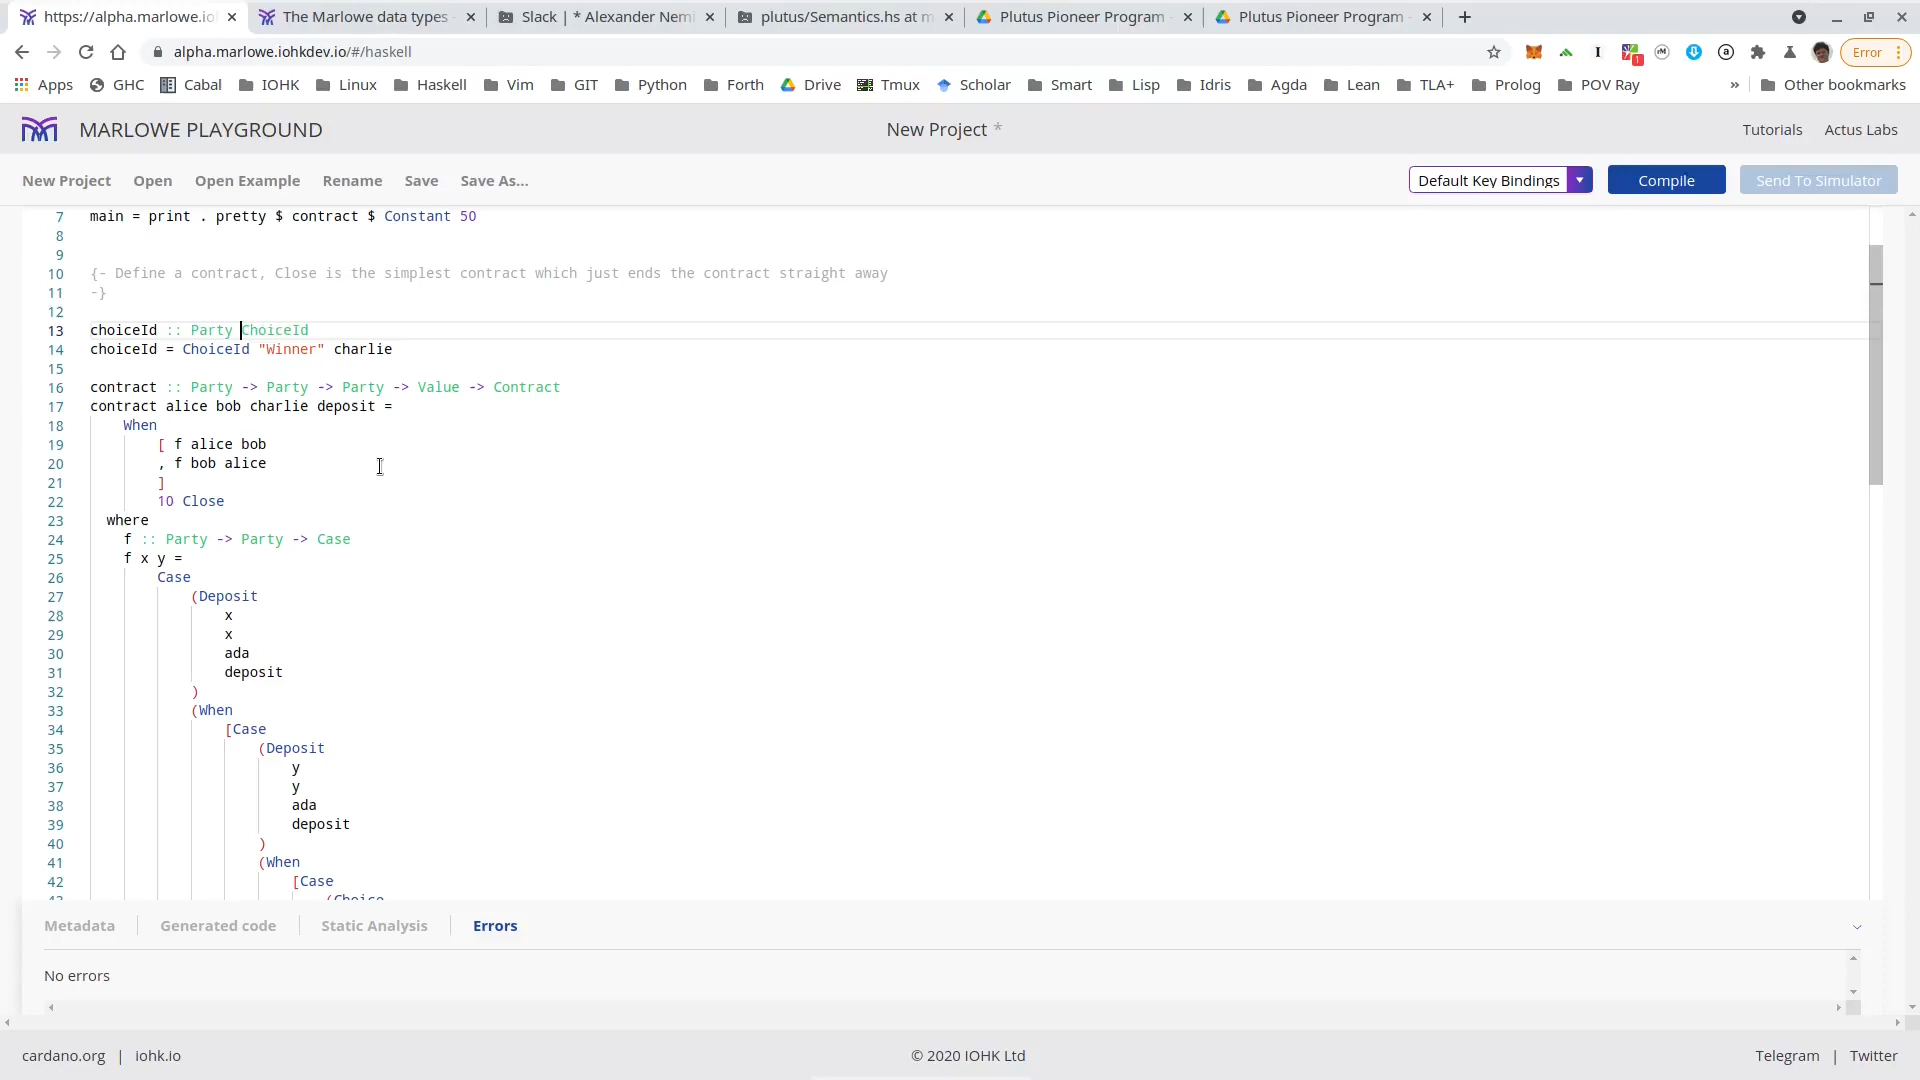 https://alpha.marlowe.io
The Marlowe data types
Slack | * Alexander Nemi
plutus/Semantics.hs at m
Plutus Pioneer Program
Plutus Pioneer Program
alpha.marlowe.iohkdev.io/#/haskell
Error
Apps GHC Cabal IOHK Linux Haskell Vim GIT Python Forth Drive Tmux Scholar Smart Lisp Idris Agda Lean TLA+ Prolog POV Ray » Other bookmarks
MARLOWE PLAYGROUND
New Project *
Tutorials Actus Labs
New Project Open Open Example Rename Save Save As...
Default Key Bindings
Compile
Send To Simulator
7 main = print . pretty $ contract $ Constant 50
8
9
10 {- Define a contract, Close is the simplest contract which just ends the contract straight away
11 -}
12
13 choiceId :: Party ChoiceId
14 choiceId = ChoiceId "Winner" charlie
15
16 contract :: Party -> Party -> Party -> Value -> Contract
17 contract alice bob charlie deposit =
18 When
19 [ f alice bob
20 , f bob alice
21 ]
22 10 Close
23 where
24 f :: Party -> Party -> Case
25 f x y =
26 Case
27 (Deposit
28 x
29 x
30 ada
31 deposit
32 )
33 (When
34 [Case
35 (Deposit
36 y
37 y
38 ada
39 deposit
40 )
41 (When
42 [Case
43 (Choice
Metadata Generated code Static Analysis Errors
No errors
cardano.org | iohk.io
© 2020 IOHK Ltd
Telegram | Twitter